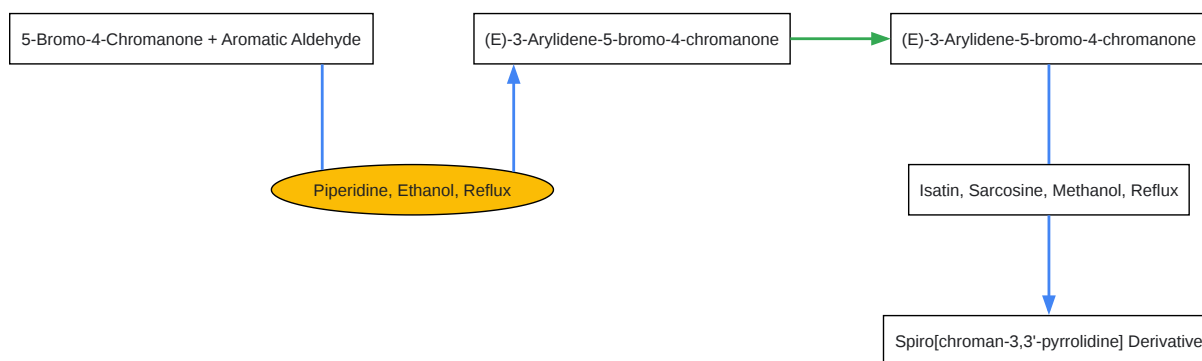 5-Bromo-4-Chromanone + Aromatic Aldehyde
(E)-3-Arylidene-5-bromo-4-chromanone
(E)-3-Arylidene-5-bromo-4-chromanone
Piperidine, Ethanol, Reflux
Isatin, Sarcosine, Methanol, Reflux
Spiro[chroman-3,3'-pyrrolidine] Derivative